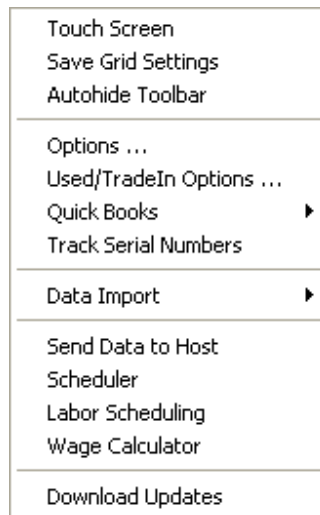 Touch Screen
Save Grid Settings
Autohide Toolbar
Options ...
Used/TradeIn Options ...
Quick Books
Track Serial Numbers
Data Import
Send Data to Host
Scheduler
Labor Scheduling
Wage Calculator
Download Updates